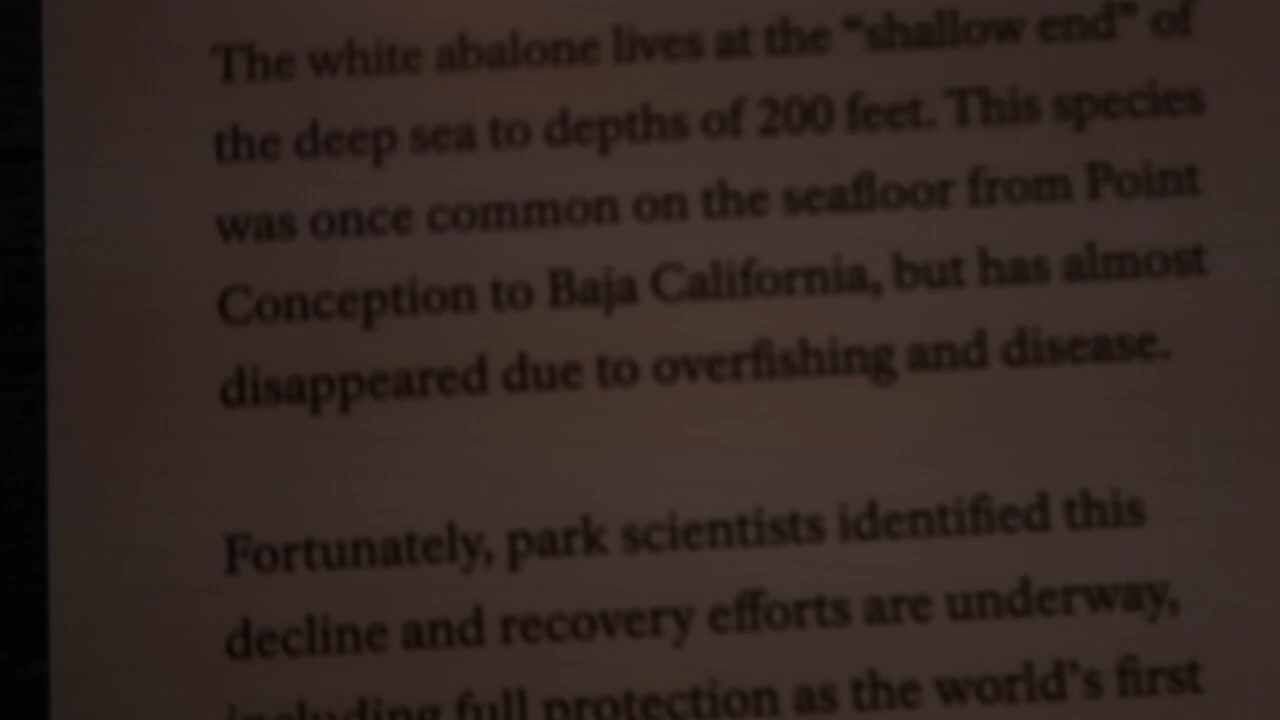 The white abalone lives at the “shallow end” of
the deep sea to depths of 200 feet. This species
was once common on the seafloor from Point
Conception to Baja California, but has almost
disappeared due to overfishing and disease.
Fortunately, park scientists identified this
decline and recovery efforts are underway,
including full protection as the world’s first